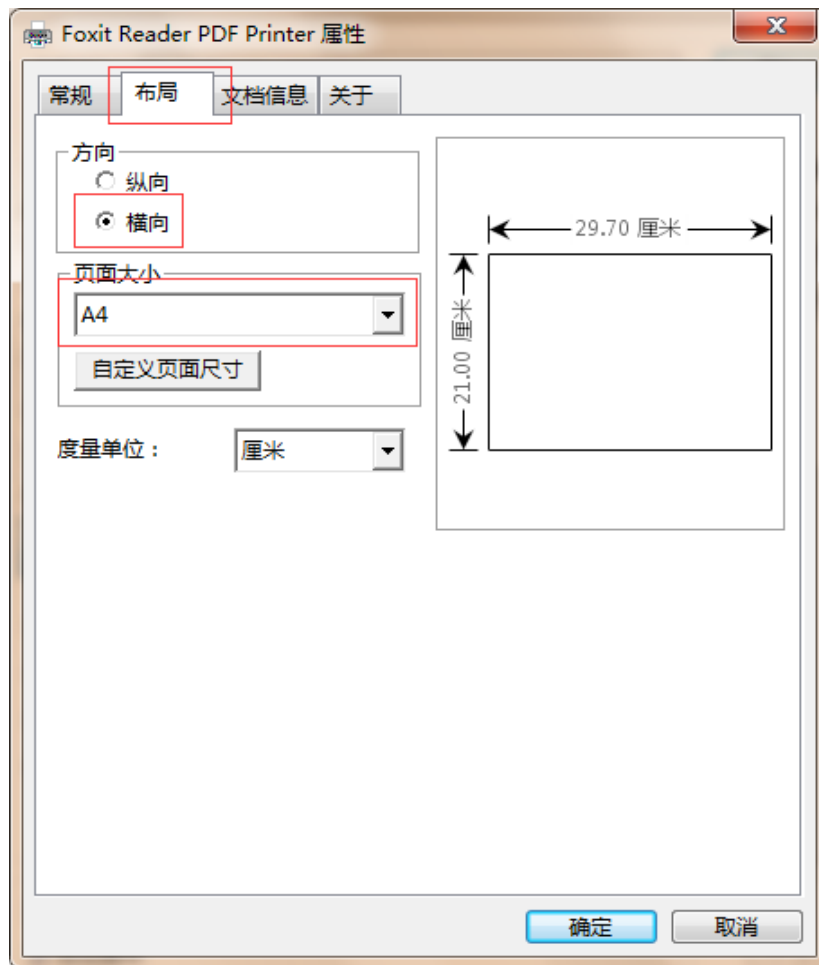 Foxit Reader PDF Printer 属性
常规 布局 文档信息 关于
方向
纵向
横向
页面大小
A4
自定义页面尺寸
度量单位： 厘米
29.70 厘米
21.00 厘米
确定 取消